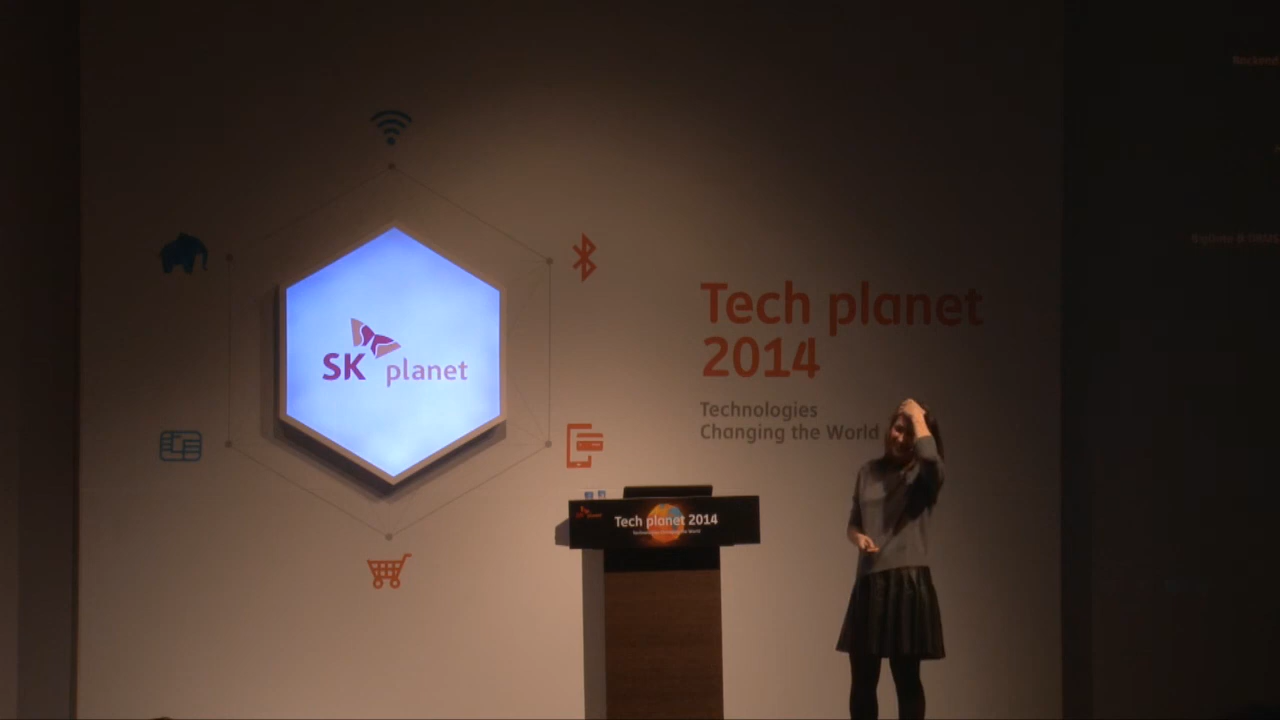 SK planet
Tech planet
2014
Technologies
Changing the World
Tech planet 2014